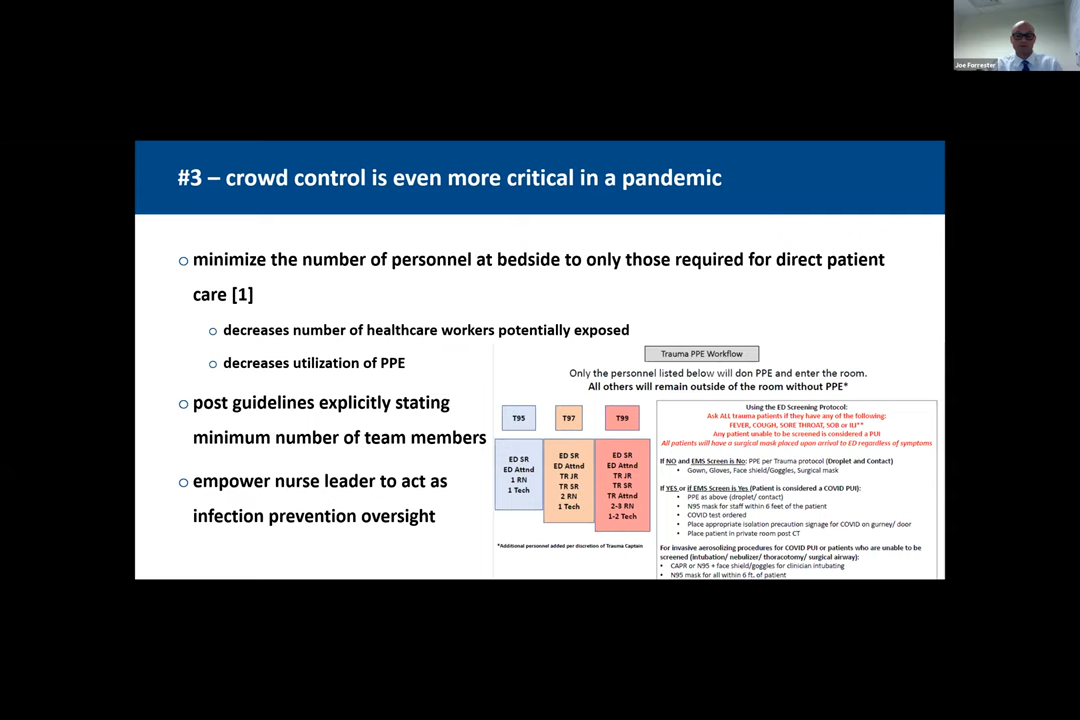 Joe Forrester
#3 – crowd control is even more critical in a pandemic
minimize the number of personnel at bedside to only those required for direct patient
care [1]
decreases number of healthcare workers potentially exposed
decreases utilization of PPE
post guidelines explicitly stating
minimum number of team members
empower nurse leader to act as
infection prevention oversight
Trauma PPE Workflow
Only the personnel listed below will don PPE and enter the room.
All others will remain outside of the room without PPE*
T95
ED SR
ED Attnd
1 RN
1 Tech
T97
ED SR
ED Attnd
TR JR
TR SR
2 RN
1 Tech
T99
ED SR
ED Attnd
TR JR
TR SR
TR Attnd
2-3 RN
1-2 Tech
*Additional personnel added per discretion of Trauma Captain
Using the ED Screening Protocol:
Ask ALL trauma patients if they have any of the following:
FEVER, COUGH, SORE THROAT, SOB or ILI**
Any patient unable to be screened is considered a PUI
All patients will have a surgical mask placed upon arrival to ED regardless of symptoms
If NO and EMS Screen is No: PPE per Trauma protocol (Droplet and Contact)
• Gown, Gloves, Face shield/Goggles, Surgical mask
If YES or if EMS Screen is Yes (Patient is considered a COVID PUI):
• PPE as above (droplet/ contact)
• N95 mask for staff within 6 feet of the patient
• COVID test ordered
• Place appropriate isolation precaution signage for COVID on gurney/ door
• Place patient in private room post CT
For invasive aerosolizing procedures for COVID PUI or patients who are unable to be
screened (intubation/ nebulizer/ thoracotomy/ surgical airway):
• CAPR or N95 + face shield/goggles for clinician intubating
• N95 mask for all within 6 ft. of patient